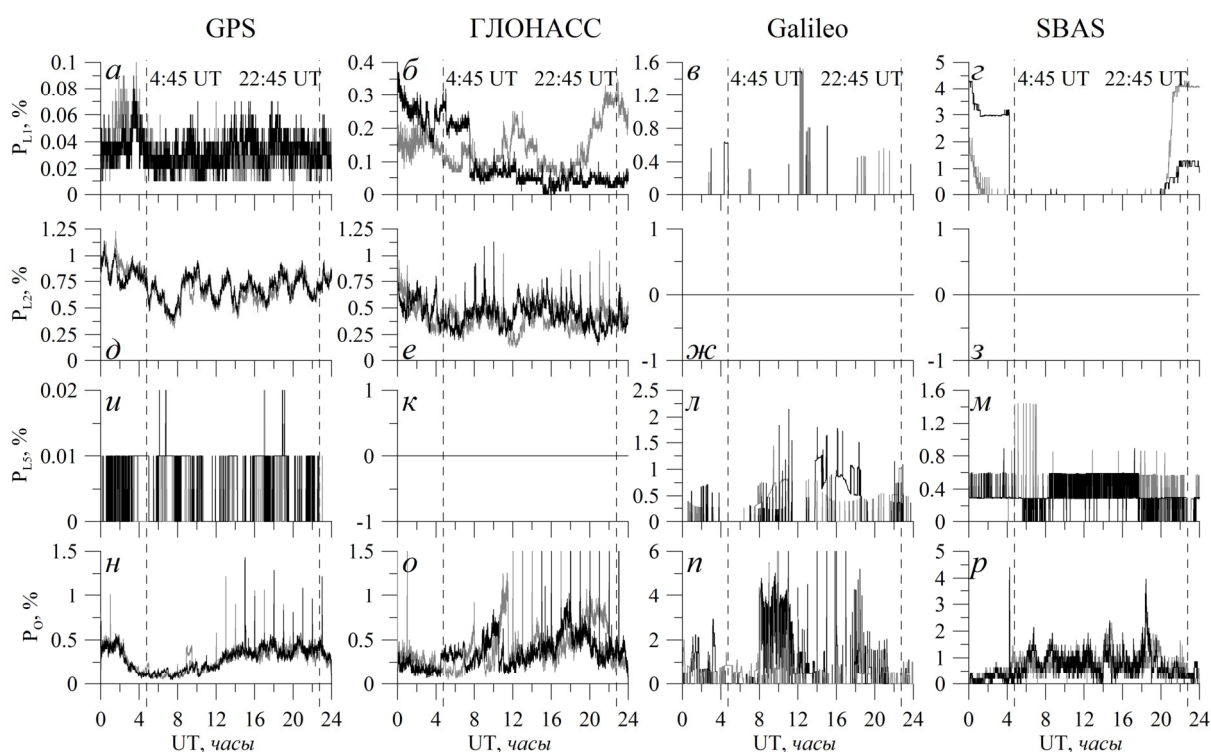 GPS ГЛОНАСС Galileo SBAS
P_L1, %
0.1 0.08 0.06 0.04 0.02 0
а 4:45 UT 22:45 UT
0.4 0.3 0.2 0.1 0
б 4:45 UT 22:45 UT
1.6 1.2 0.8 0.4 0
в 4:45 UT 22:45 UT
5 4 3 2 1 0
г 4:45 UT 22:45 UT
P_L2, %
1.25 1 0.75 0.5 0.25 0
д
1.25 1 0.75 0.5 0.25 0
е
1 0 -1
ж
1 0 -1
з
P_L5, %
0.02 0.01 0
и
1 0 -1
к
2.5 2 1.5 1 0.5 0
л
1.6 1.2 0.8 0.4 0
м
P_O, %
1.5 1 0.5 0
н
1.5 1 0.5 0
о
6 4 2 0
п
5 4 3 2 1 0
р
0 4 8 12 16 20 24
0 4 8 12 16 20 24
0 4 8 12 16 20 24
0 4 8 12 16 20 24
UT, часы UT, часы UT, часы UT, часы